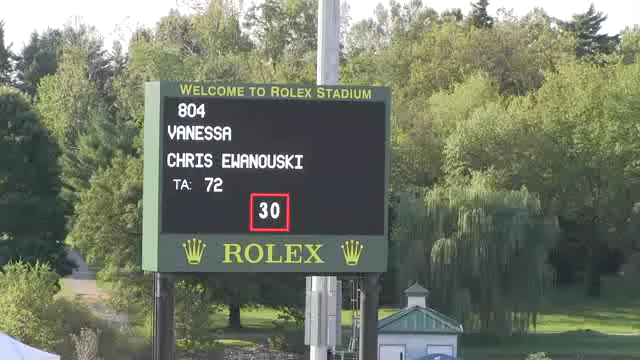 WELCOME TO ROLEX STADIUM
804
VANESSA
CHRIS EWANOUSKI
TA: 72
30
ROLEX